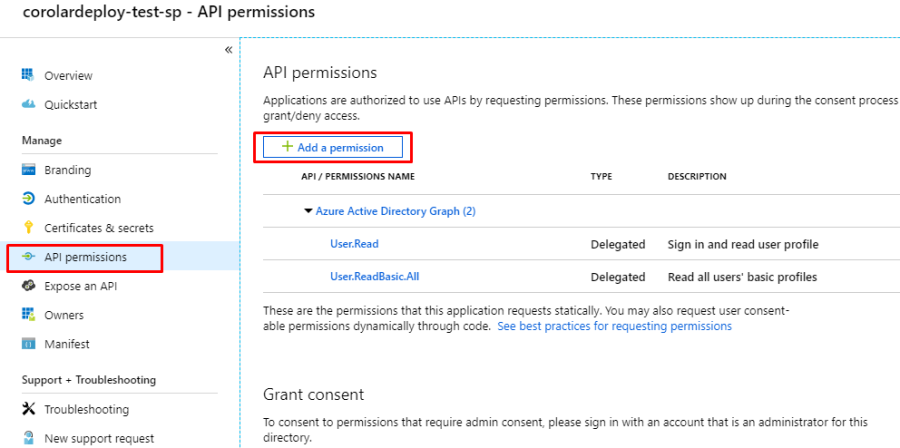 corolardeploy-test-sp - API permissions
«
Overview
Quickstart
Manage
Branding
Authentication
Certificates & secrets
API permissions
Expose an API
Owners
Manifest
Support + Troubleshooting
Troubleshooting
New support request
API permissions
Applications are authorized to use APIs by requesting permissions. These permissions show up during the consent process
grant/deny access.
+ Add a permission
API / PERMISSIONS NAME TYPE DESCRIPTION
Azure Active Directory Graph (2)
User.Read Delegated Sign in and read user profile
User.ReadBasic.All Delegated Read all users' basic profiles
These are the permissions that this application requests statically. You may also request user consent-
able permissions dynamically through code. See best practices for requesting permissions
Grant consent
To consent to permissions that require admin consent, please sign in with an account that is an administrator for this
directory.